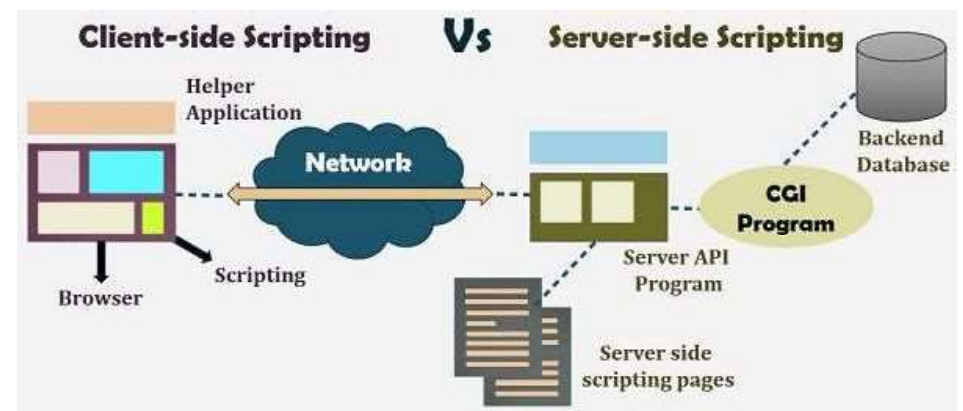 Client-side Scripting Vs Server-side Scripting
Helper
Application
Network
Backend
Database
CGI
Program
Server API
Program
Scripting
Browser
Server side
scripting pages